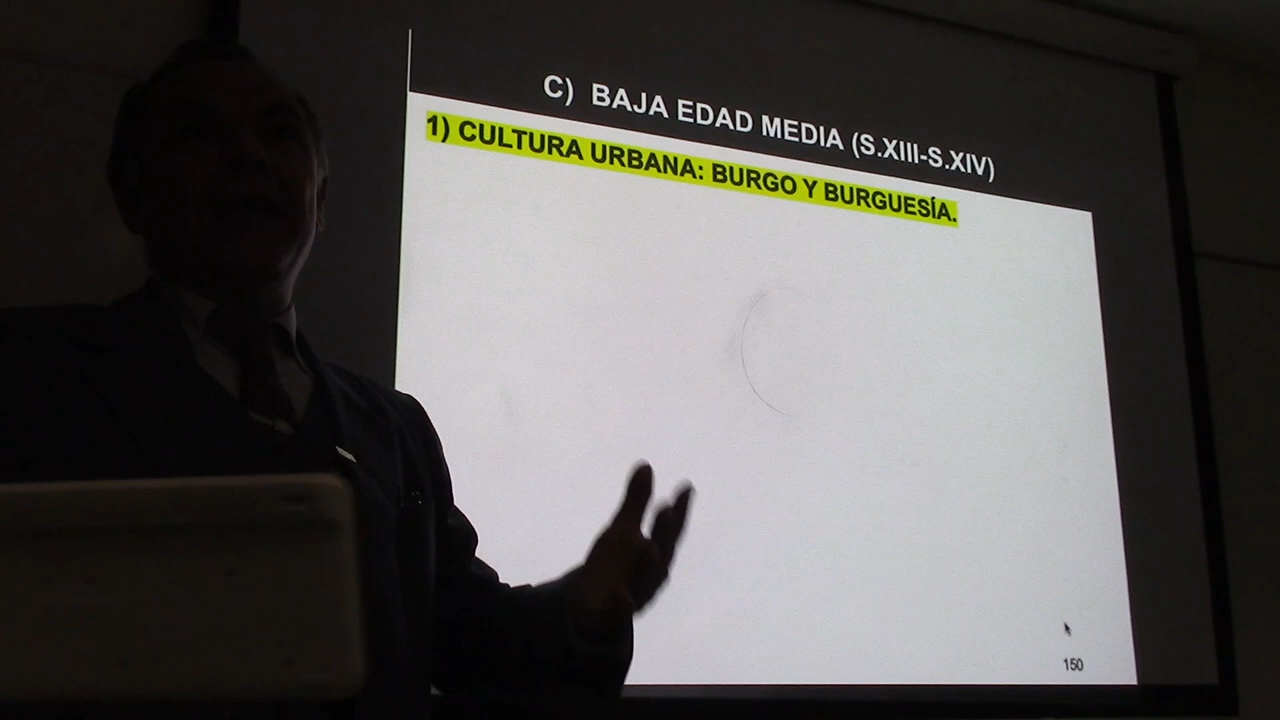 C) BAJA EDAD MEDIA (S.XIII-S.XIV)
1) CULTURA URBANA: BURGO Y BURGUESÍA.
150